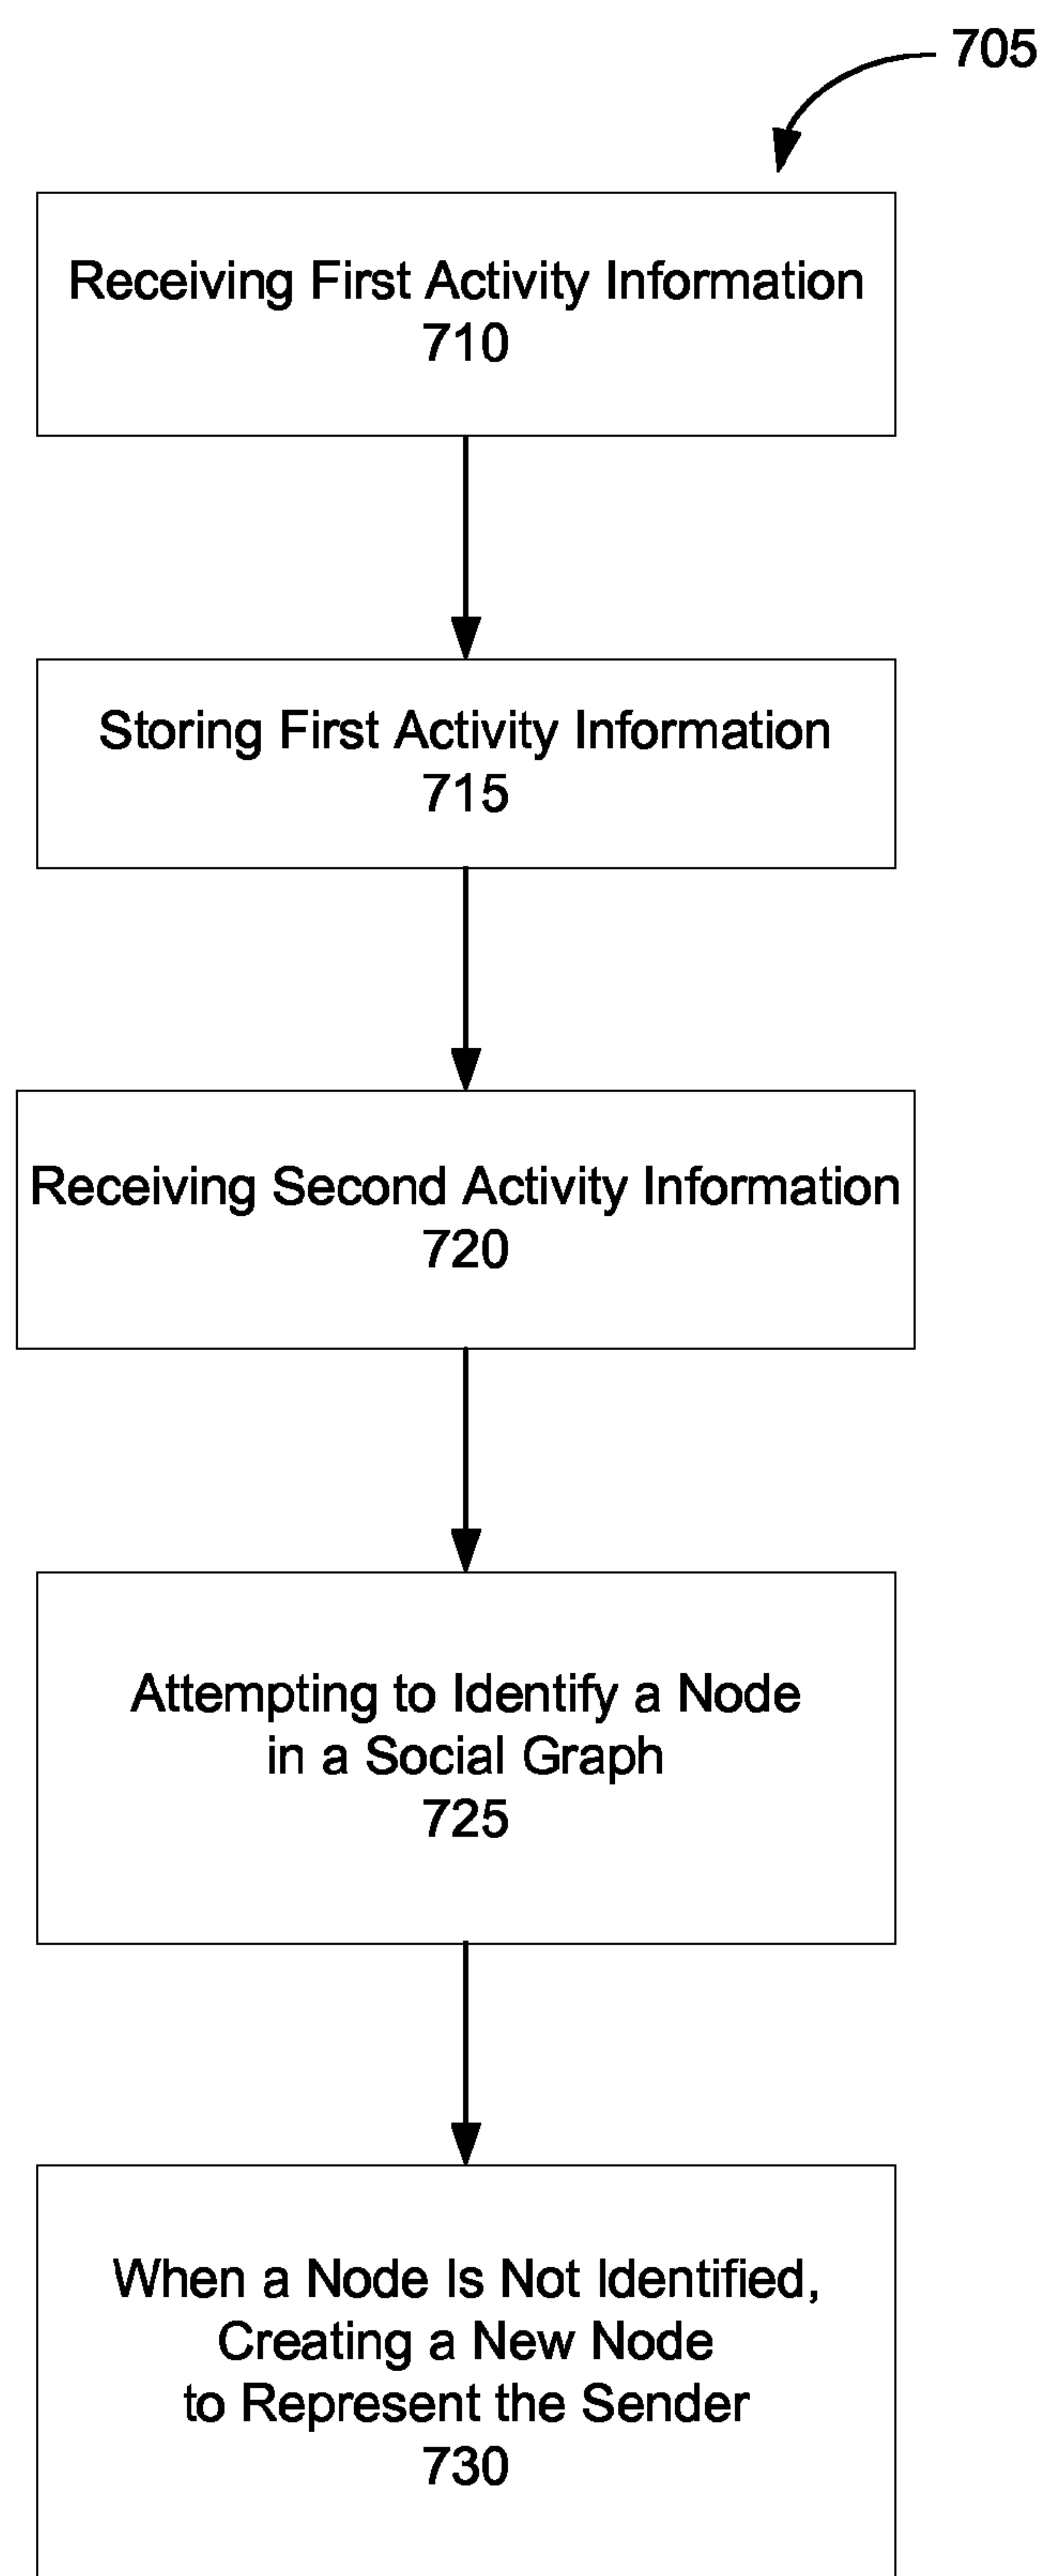 705
Receiving First Activity Information
710
Storing First Activity Information
715
Receiving Second Activity Information
720
Attempting to Identify a Node
in a Social Graph
725
When a Node Is Not Identified,
Creating a New Node
to Represent the Sender
730